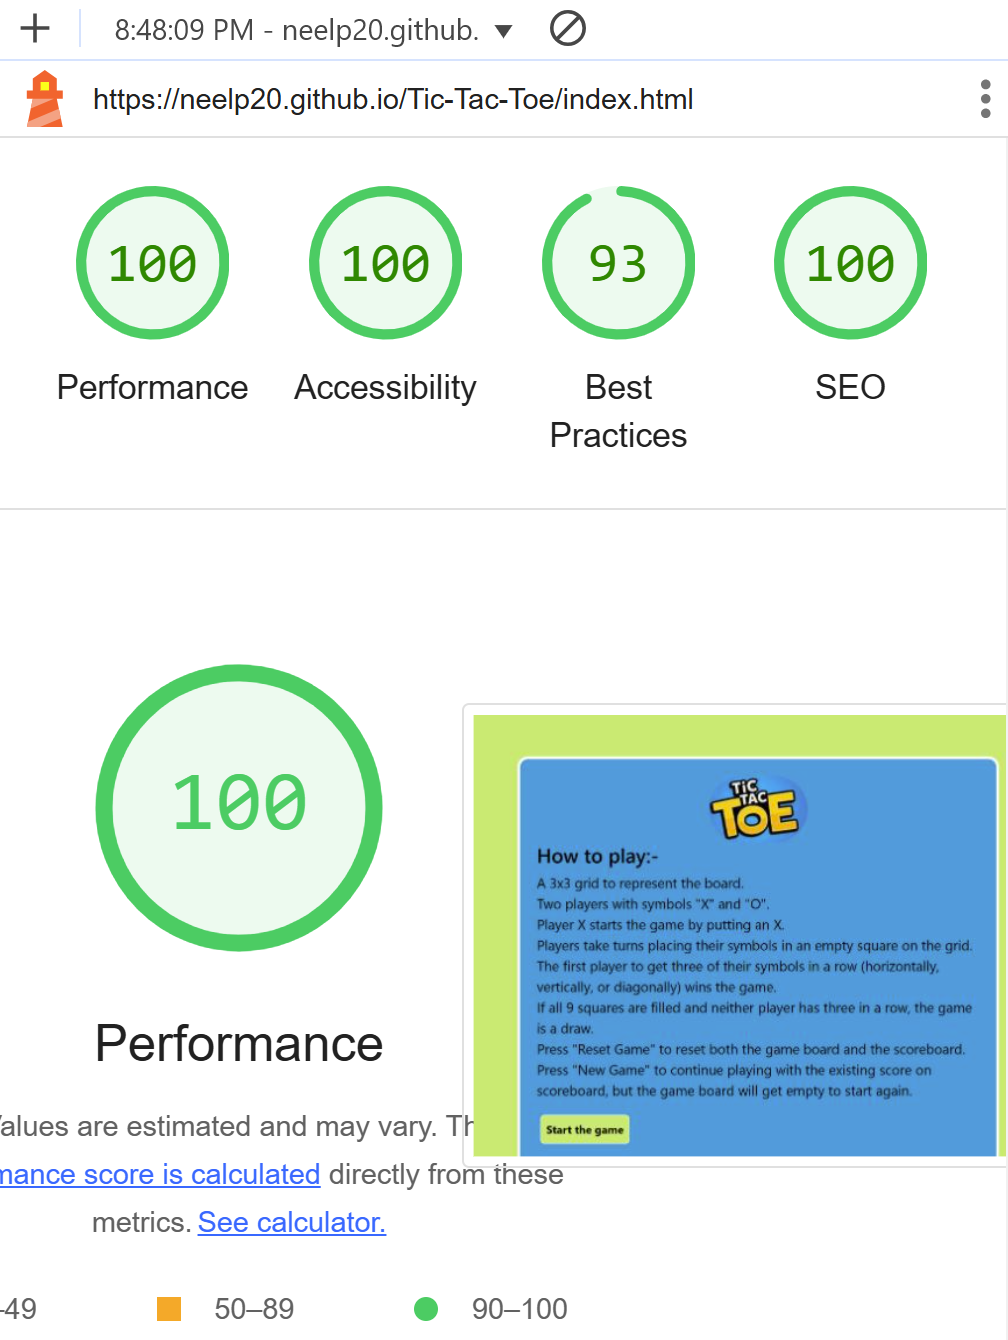 8:48:09 PM - neelp20.github.
https://neelp20.github.io/Tic-Tac-Toe/index.html
100 100 93 100
Performance Accessibility Best Practices SEO
100
Performance
alues are estimated and may vary. Th
mance score is calculated directly from these
metrics. See calculator.
–49 50–89 90–100
TIC
TAC
TOE
How to play:-
A 3x3 grid to represent the board.
Two players with symbols "X" and "O".
Player X starts the game by putting an X.
Players take turns placing their symbols in an empty square on the grid.
The first player to get three of their symbols in a row (horizontally,
vertically, or diagonally) wins the game.
If all 9 squares are filled and neither player has three in a row, the game
is a draw.
Press "Reset Game" to reset both the game board and the scoreboard.
Press "New Game" to continue playing with the existing score on
scoreboard, but the game board will get empty to start again.
Start the game